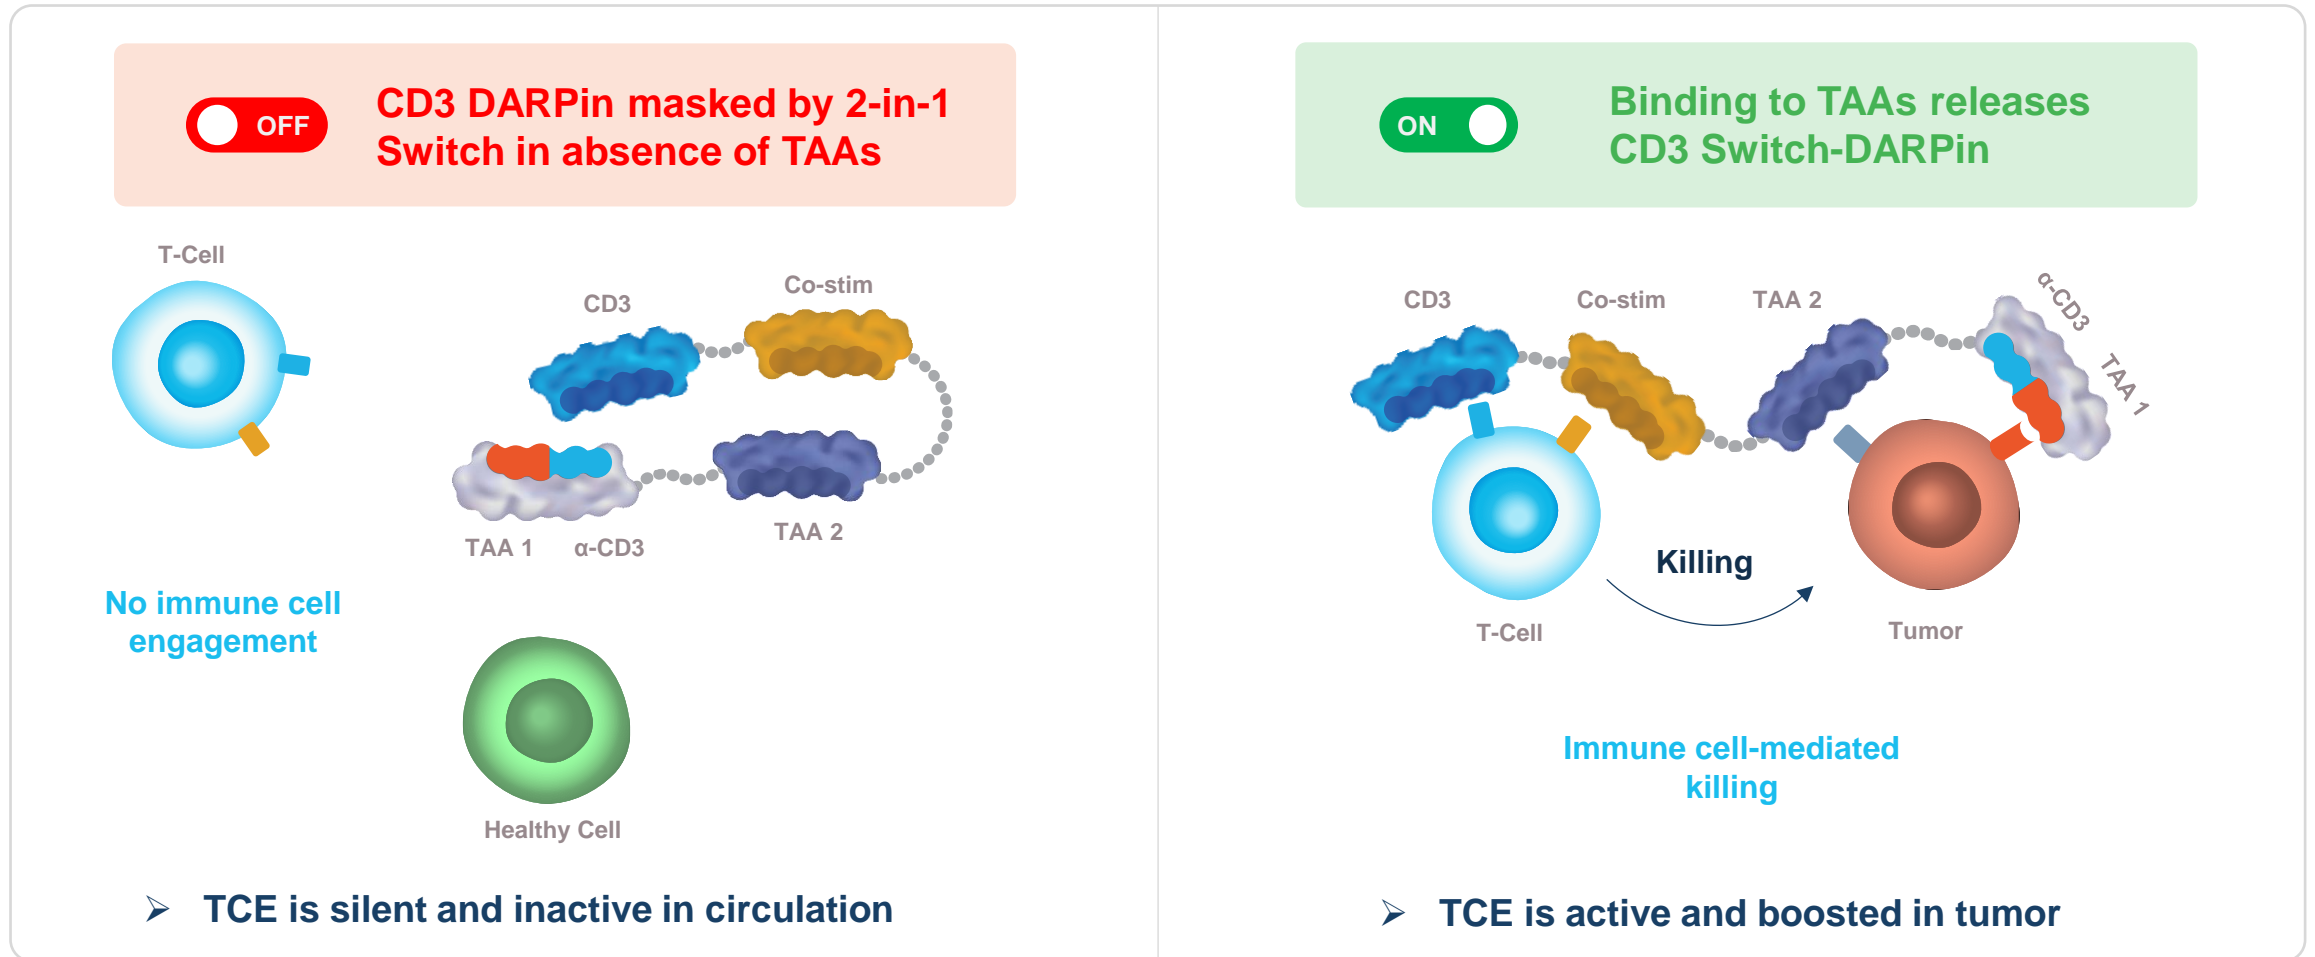 OFF
CD3 DARPin masked by 2-in-1
Switch in absence of TAAs
T-Cell
CD3
Co-stim
TAA 1
α-CD3
TAA 2
No immune cell
engagement
Healthy Cell
➢ TCE is silent and inactive in circulation
ON
Binding to TAAs releases
CD3 Switch-DARPin
CD3
Co-stim
TAA 2
α-CD3
TAA 1
Killing
T-Cell
Tumor
Immune cell-mediated
killing
➢ TCE is active and boosted in tumor